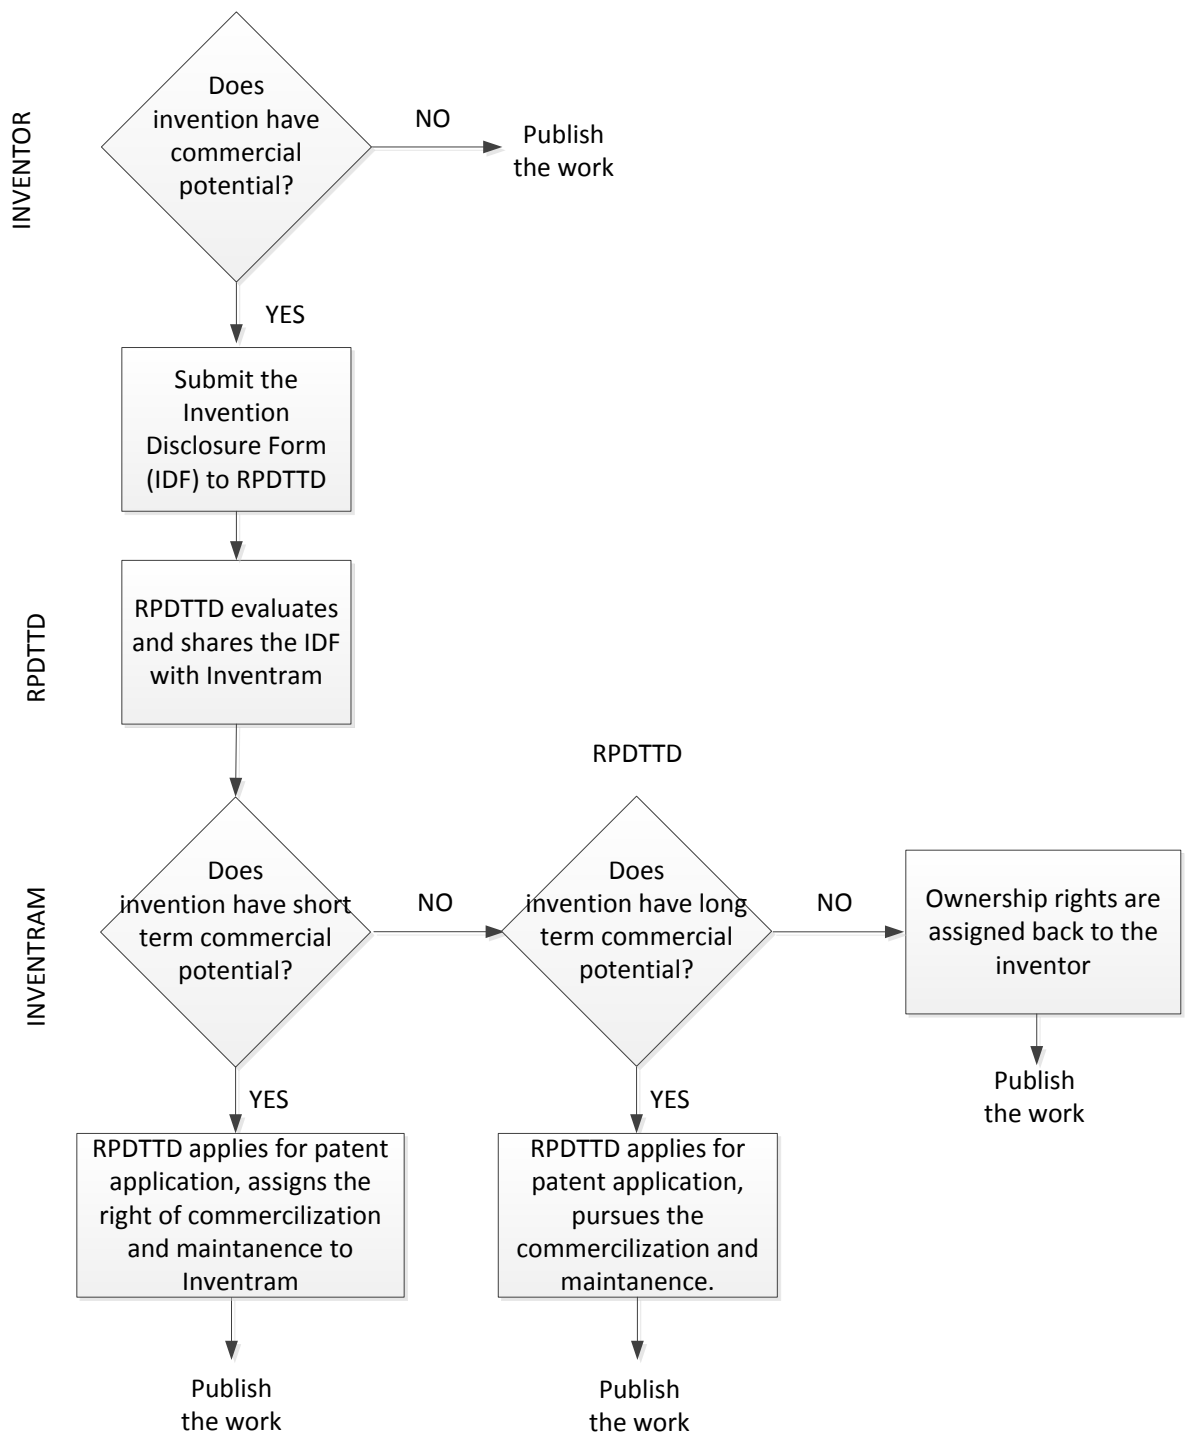 INVENTOR
Does
invention have
commercial
potential?
NO
Publish
the work
YES
Submit the
Invention
Disclosure Form
(IDF) to RPDTTD
RPDTTD
RPDTTD evaluates
and shares the IDF
with Inventram
INVENTRAM
Does
invention have short
term commercial
potential?
NO
RPDTTD
Does
invention have long
term commercial
potential?
NO
Ownership rights are
assigned back to the
inventor
Publish
the work
YES
RPDTTD applies for patent
application, assigns the
right of commercilization
and maintanence to
Inventram
Publish
the work
YES
RPDTTD applies for
patent application,
pursues the
commercilization and
maintanence.
Publish
the work